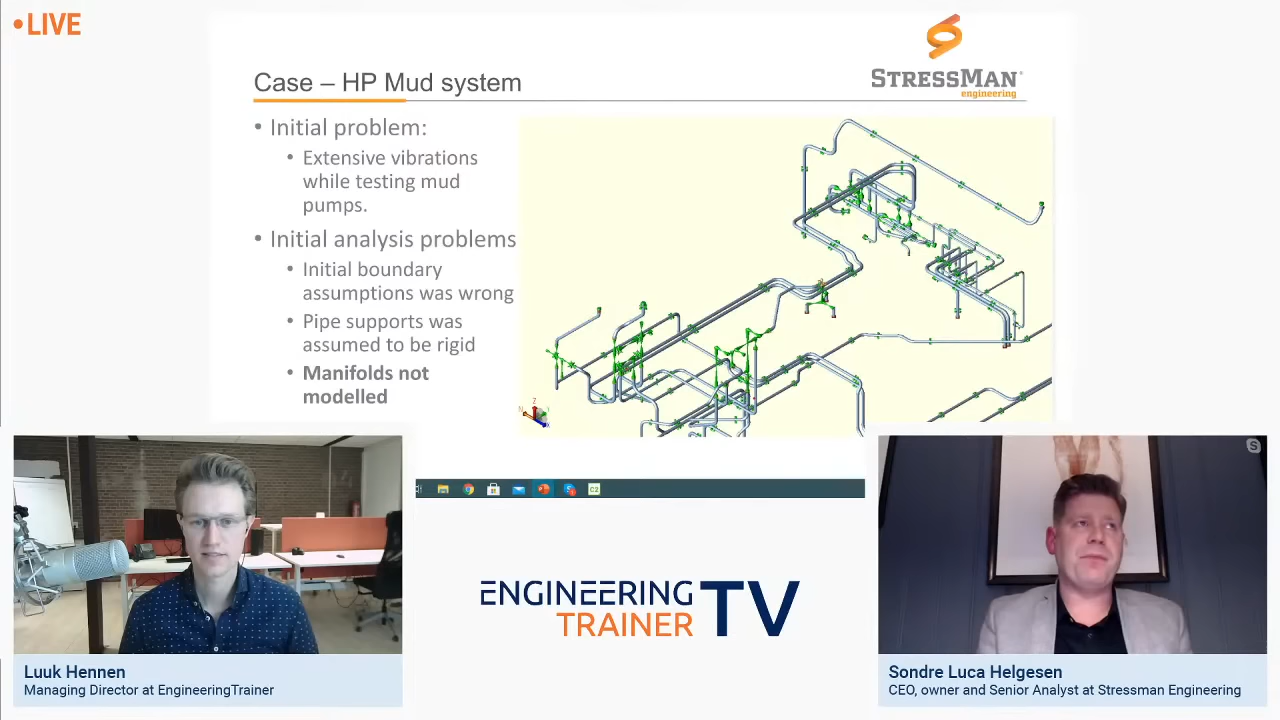 •LIVE
STRESSMAN®
engineering
Case – HP Mud system
• Initial problem:
• Extensive vibrations
while testing mud
pumps.
• Initial analysis problems
• Initial boundary
assumptions was wrong
• Pipe supports was
assumed to be rigid
• Manifolds not
modelled
Z
N
X
C2
ENGINEERING
TRAINER
TV
Luuk Hennen
Managing Director at EngineeringTrainer
S
Sondre Luca Helgesen
CEO, owner and Senior Analyst at Stressman Engineering